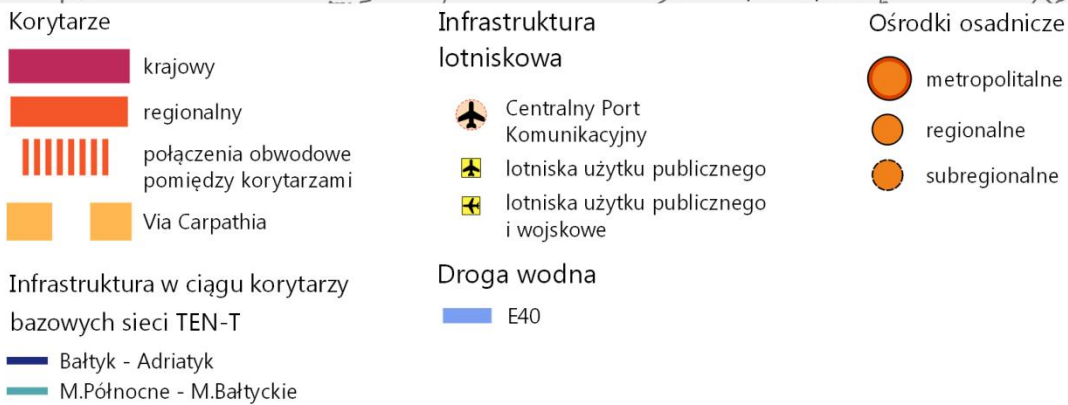 Korytarze
krajowy
regionalny
połączenia obwodowe
pomiędzy korytarzami
Via Carpathia
Infrastruktura w ciągu korytarzy
bazowych sieci TEN-T
Bałtyk - Adriatyk
M.Północne - M.Bałtyckie
Infrastruktura
lotniskowa
Centralny Port
Komunikacyjny
lotniska użytku publicznego
lotniska użytku publicznego
i wojskowe
Droga wodna
E40
Ośrodki osadnicze
metropolitalne
regionalne
subregionalne